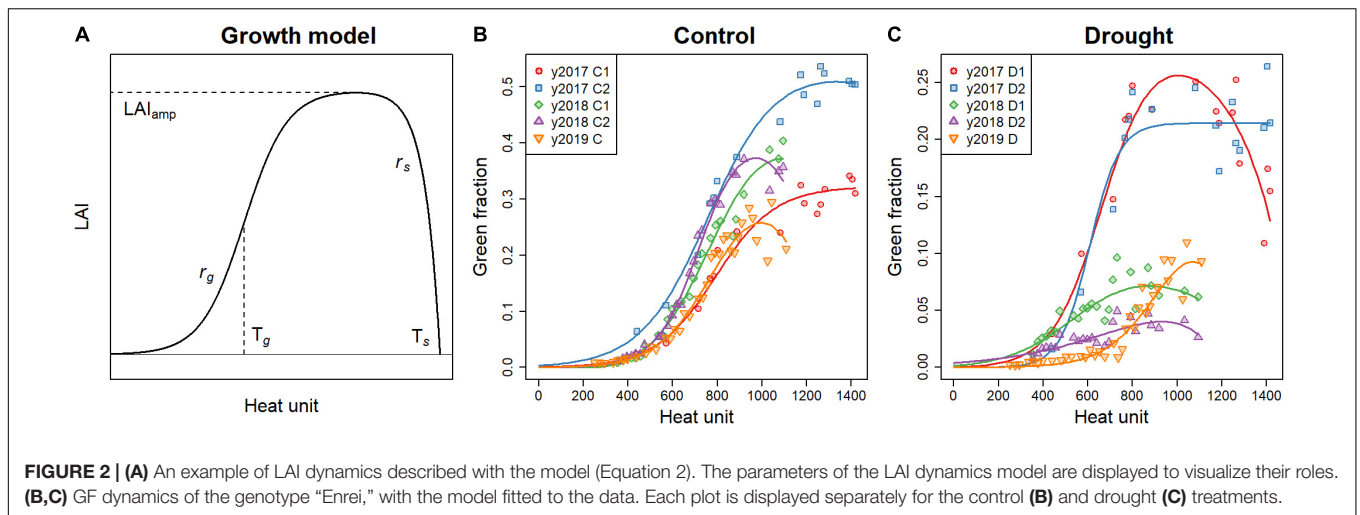 A
Growth model
LAIamp
rs
rg
Tg
Ts
LAI
Heat unit
B
Control
y2017 C1
y2017 C2
y2018 C1
y2018 C2
y2019 C
Green fraction
0.5
0.4
0.3
0.2
0.1
0.0
0 200 400 600 800 1000 1200 1400
Heat unit
C
Drought
y2017 D1
y2017 D2
y2018 D1
y2018 D2
y2019 D
Green fraction
0.25
0.20
0.15
0.10
0.05
0.00
0 200 400 600 800 1000 1200 1400
Heat unit
FIGURE 2 | (A) An example of LAI dynamics described with the model (Equation 2). The parameters of the LAI dynamics model are displayed to visualize their roles.
(B,C) GF dynamics of the genotype “Enrei,” with the model fitted to the data. Each plot is displayed separately for the control (B) and drought (C) treatments.